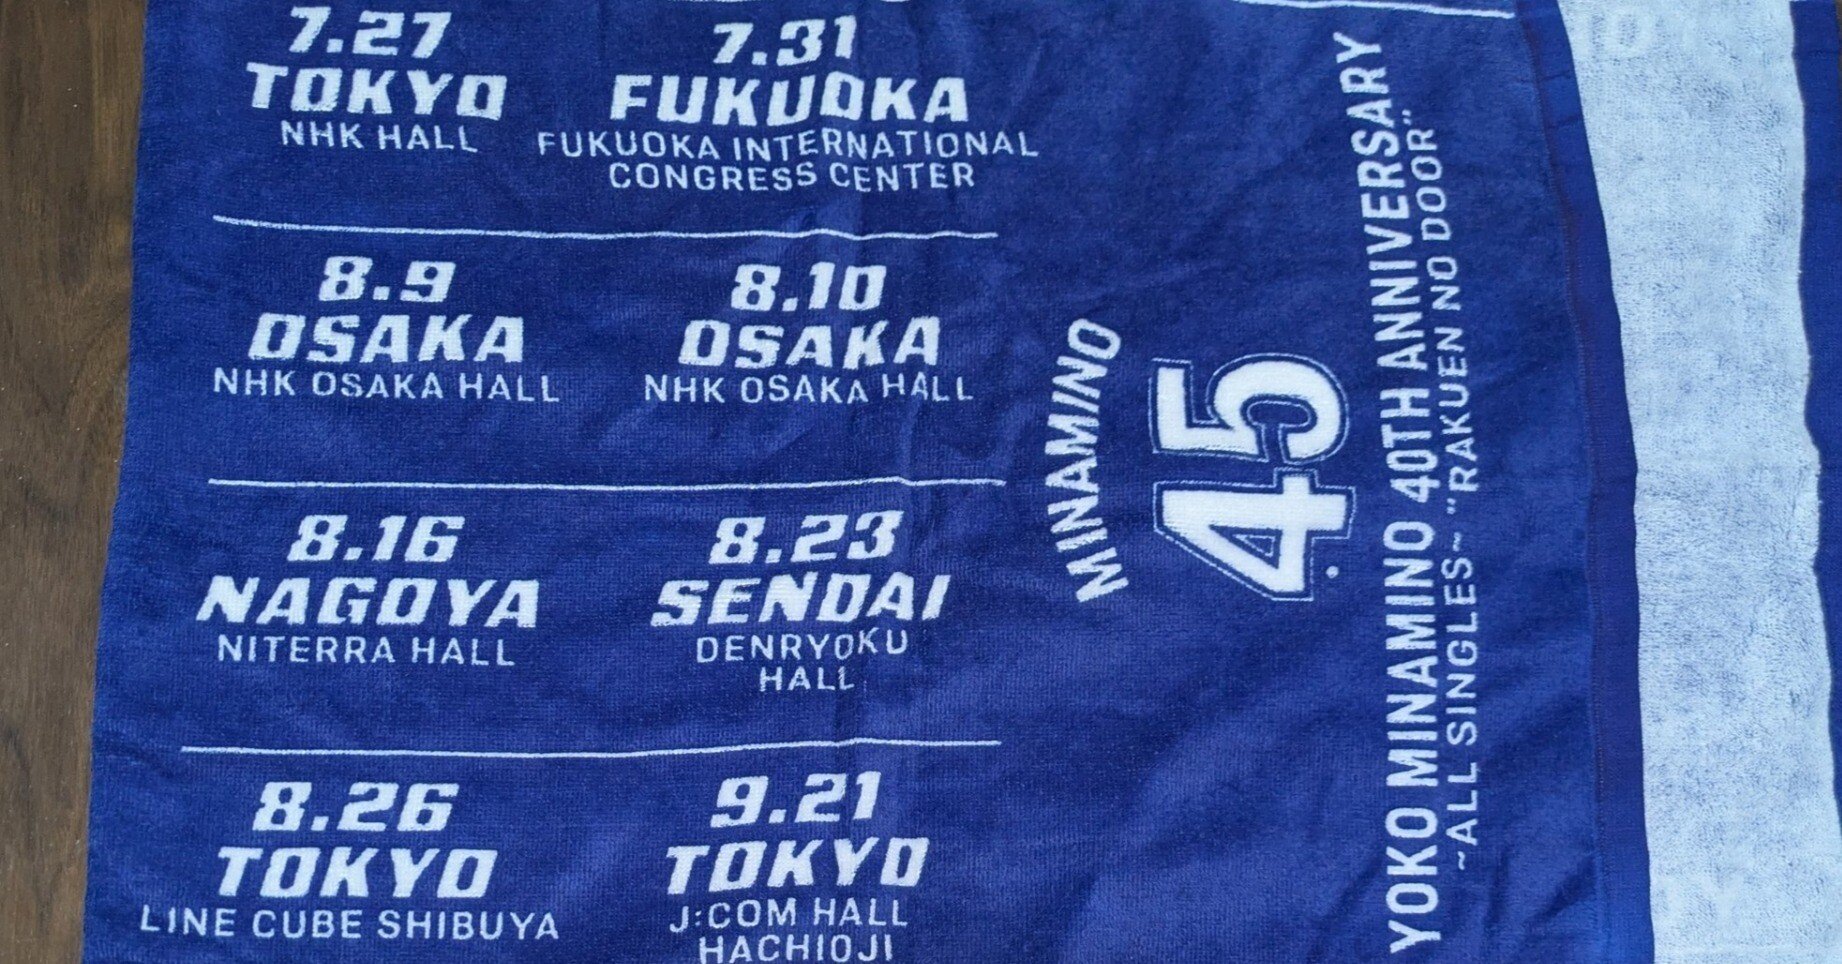 7.27
TOKYO
NHK HALL
7.31
FUKUOKA
FUKUOKA INTERNATIONAL
CONGRESS CENTER
8.9
OSAKA
NHK OSAKA HALL
8.10
OSAKA
NHK OSAKA HALL
8.16
NAGOYA
NITERRA HALL
8.23
SENDAI
DENRYOKU
HALL
8.26
TOKYO
LINE CUBE SHIBUYA
9.21
TOKYO
J:COM HALL
HACHIOJI
MINAMINO
45
YOKO MINAMINO 40TH ANNIVERSARY
~ALL SINGLES~ "RAKUEN NO DOOR"